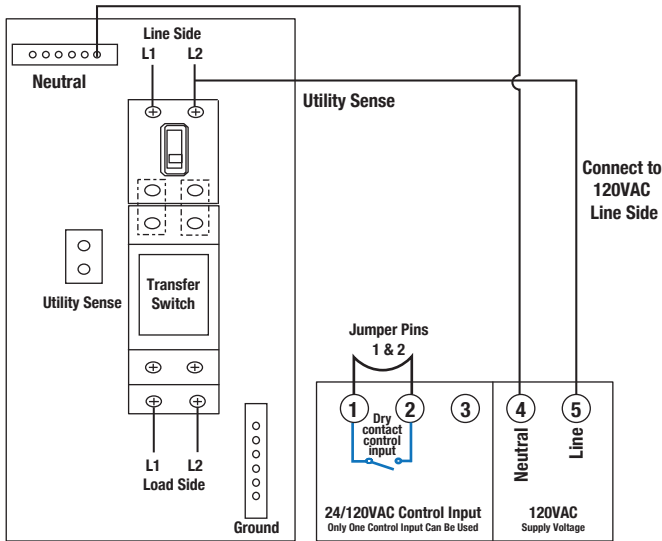 Line Side
L1 L2
Neutral
Utility Sense
Connect to
120VAC
Line Side
Transfer
Switch
Utility Sense
Jumper Pins
1 & 2
1 2 3 4 5
Dry
contact
control
input
Neutral
Line
L1 L2
Load Side
Ground
24/120VAC Control Input
Only One Control Input Can Be Used
120VAC
Supply Voltage